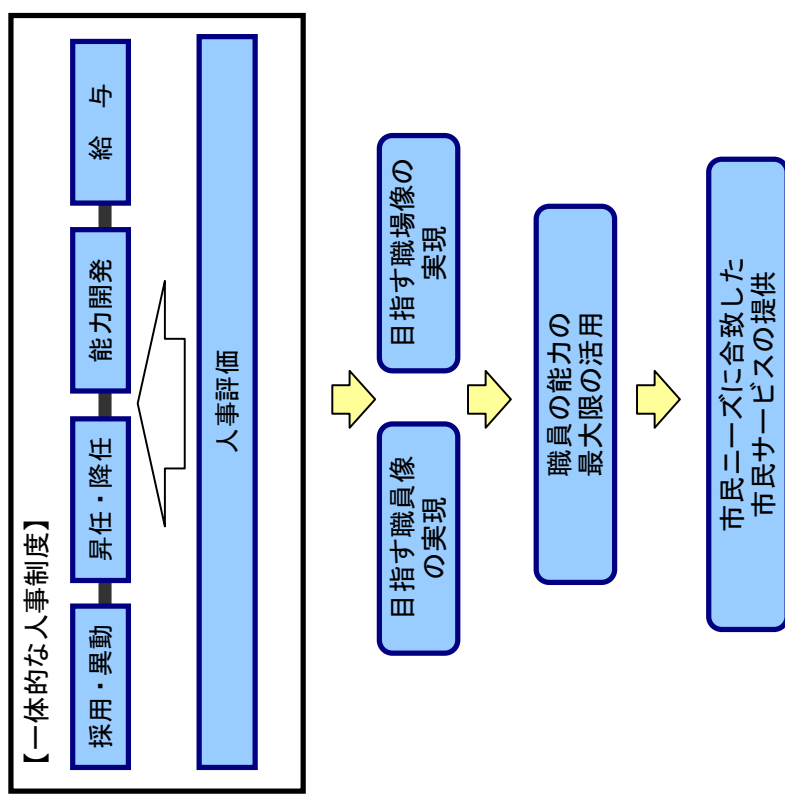 【一体的な人事制度】
採用・異動
昇任・降任
能力開発
給　与
人事評価
目指す職員像
の実現
目指す職場像の
実現
職員の能力の
最大限の活用
市民ニーズに合致した
市民サービスの提供